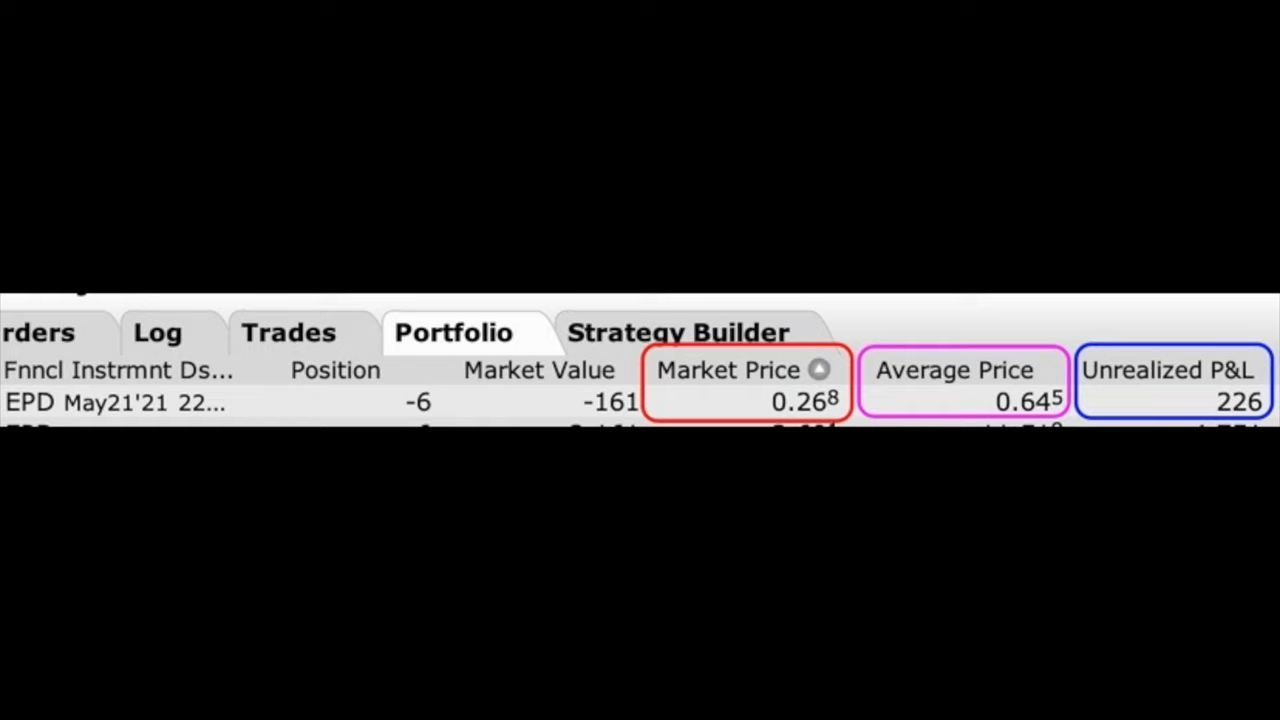 rders Log Trades Portfolio Strategy Builder
Fnncl Instrmnt Ds... Position Market Value Market Price Average Price Unrealized P&L
EPD May21'21 22... -6 -161 0.268 0.645 226